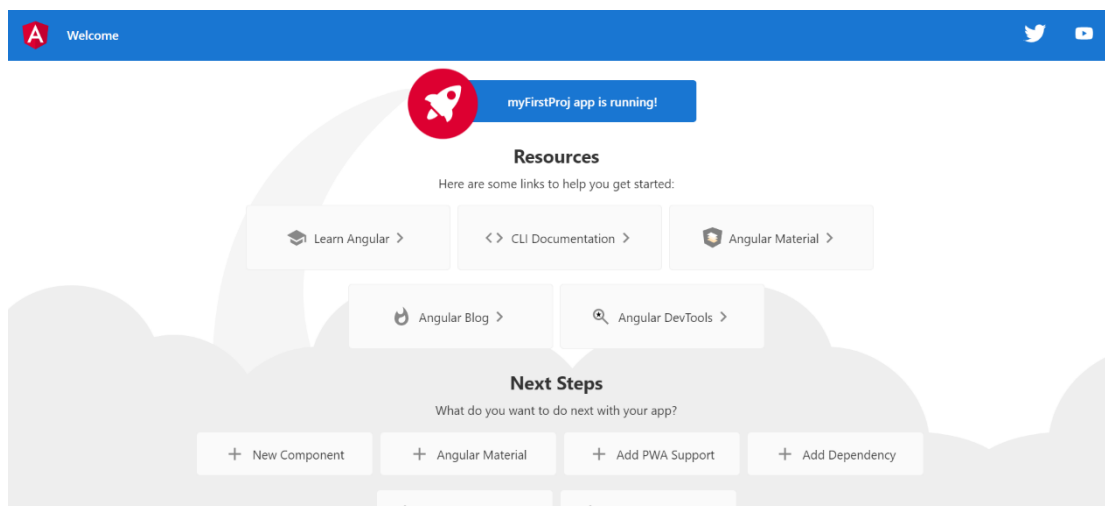 Welcome
myFirstProj app is running!
Resources
Here are some links to help you get started:
Learn Angular
CLI Documentation
Angular Material
Angular Blog
Angular DevTools
Next Steps
What do you want to do next with your app?
New Component
Angular Material
Add PWA Support
Add Dependency